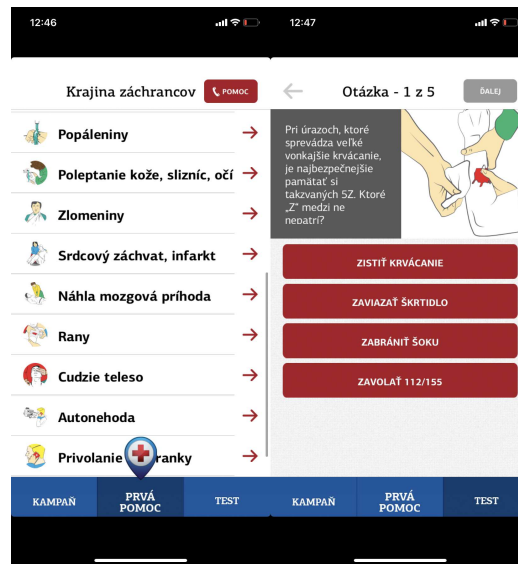 12:46
Krajina záchrancov
POMOC
Popáleniny
Poleptanie kože, slizníc, očí
Zlomeniny
Srdcový záchvat, infarkt
Náhla mozgová príhoda
Rany
Cudzie teleso
Autonehoda
Privolanie ranky
KAMPAŇ
PRVÁ
POMOC
TEST
12:47
Otázka - 1 z 5
ĎALEJ
Pri úrazoch, ktoré
sprevádza veľké
vonkajšie krvácanie,
je najbezpečnejšie
pamätať si
takzvaných 5Z. Ktoré
„Z" medzi ne
nepatrí?
ZISTIŤ KRVÁCANIE
ZAVIAZAŤ ŠKRTIDLO
ZABRÁNIŤ ŠOKU
ZAVOLAŤ 112/155
KAMPAŇ
PRVÁ
POMOC
TEST